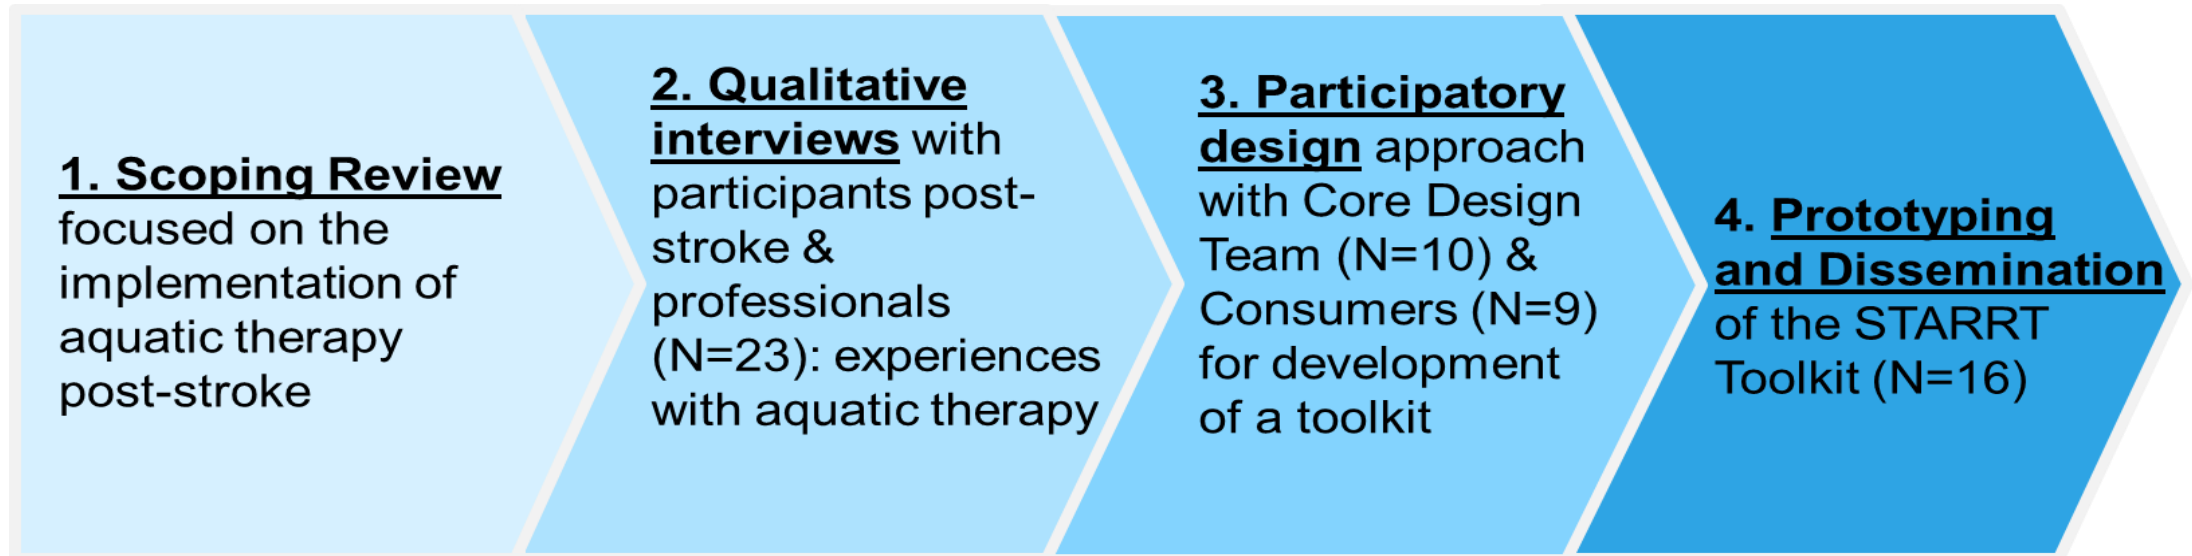 1. Scoping Review
focused on the
implementation of
aquatic therapy
post-stroke
2. Qualitative
interviews with
participants post-
stroke &
professionals
(N=23): experiences
with aquatic therapy
3. Participatory
design approach
with Core Design
Team (N=10) &
Consumers (N=9)
for development
of a toolkit
4. Prototyping
and Dissemination
of the STARRT
Toolkit (N=16)